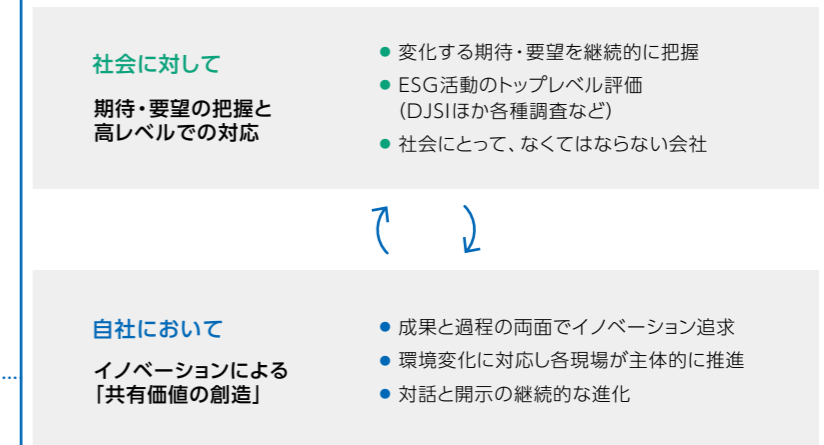 社会に対して
期待・要望の把握と
高レベルでの対応
● 変化する期待・要望を継続的に把握
● ESG活動のトップレベル評価
（DJSIほか各種調査など）
● 社会にとって、なくてはならない会社
自社において
イノベーションによる
「共有価値の創造」
● 成果と過程の両面でイノベーション追求
● 環境変化に対応し各現場が主体的に推進
● 対話と開示の継続的な進化